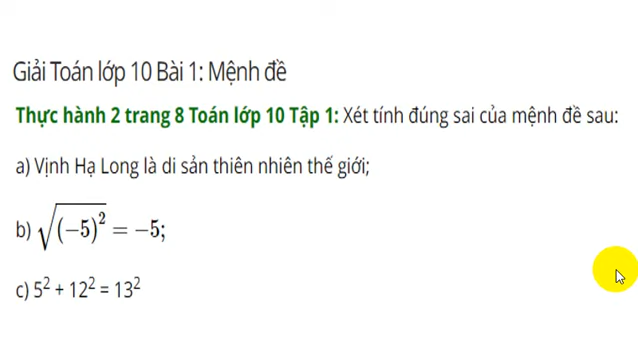 Giải Toán lớp 10 Bài 1: Mệnh đề
Thực hành 2 trang 8 Toán lớp 10 Tập 1: Xét tính đúng sai của mệnh đề sau:
a) Vịnh Hạ Long là di sản thiên nhiên thế giới;
b) √(−5)² = −5;
c) 5² + 12² = 13²